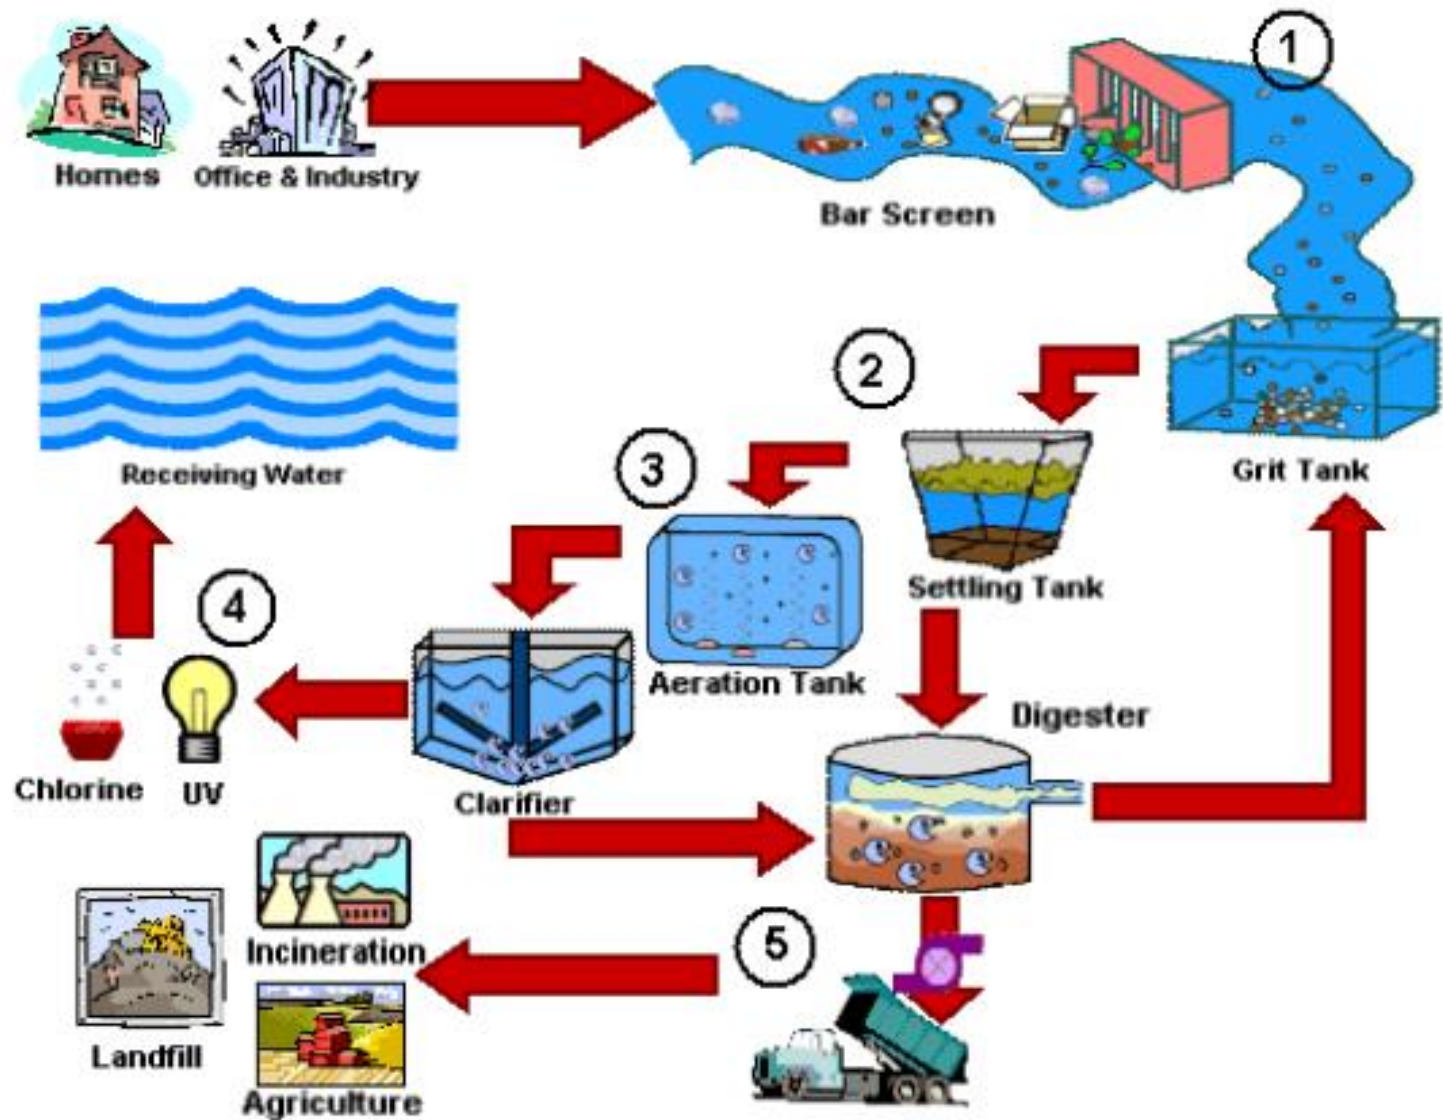 1
Homes
Office & Industry
Bar Screen
2
Receiving Water
3
Grit Tank
Settling Tank
4
Aeration Tank
Digester
Chlorine
UV
Clarifier
5
Incineration
Landfill
Agriculture